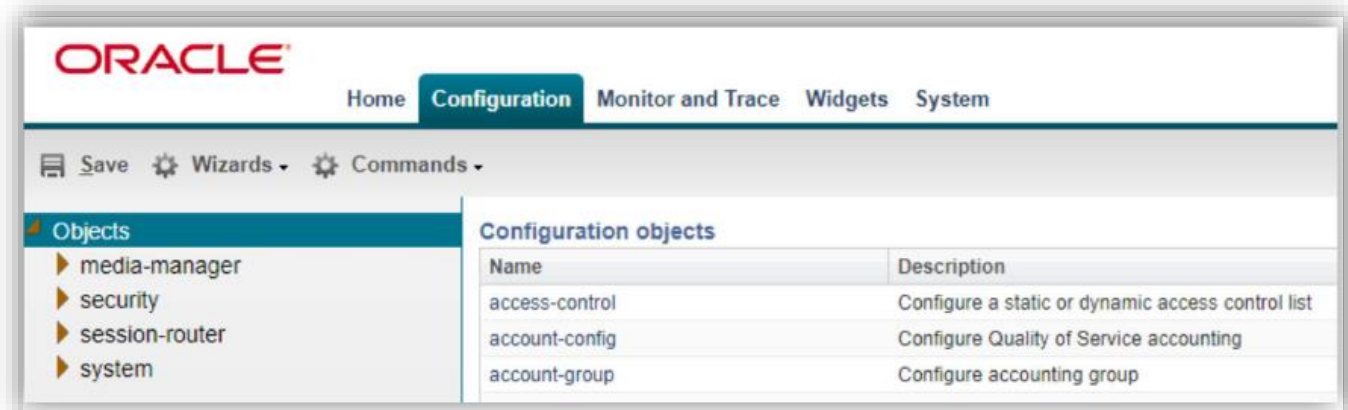 ORACLE®
Home Configuration Monitor and Trace Widgets System
Save Wizards Commands
Objects
media-manager
security
session-router
system
Configuration objects
Name Description
access-control Configure a static or dynamic access control list
account-config Configure Quality of Service accounting
account-group Configure accounting group